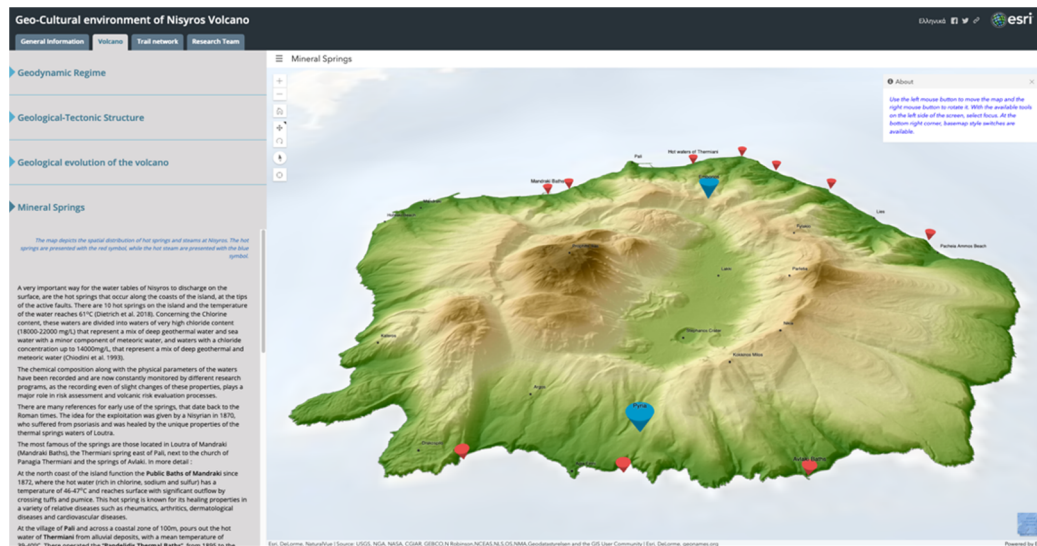 Geo-Cultural environment of Nisyros Volcano
Ελληνικά
esri
General Information
Volcano
Trail network
Research Team
Geodynamic Regime
Geological-Tectonic Structure
Geological evolution of the volcano
Mineral Springs
The map depicts the spatial distribution of hot springs and steams at Nisyros. The hot
springs are presented with the red symbol, while the hot steam are presented with the blue
symbol.
A very important way for the water tables of Nisyros to discharge on the
surface, are the hot springs that occur along the coasts of the island, at the tips
of the active faults. There are 10 hot springs on the island and the temperature
of the water reaches 61°C (Dietrich et al. 2018). Concerning the Chlorine
content, these waters are divided into waters of very high chloride content
(18000-22000 mg/L) that represent a mix of deep geothermal water and sea
water with a minor component of meteoric water, and waters with a chloride
concentration up to 14000mg/L, that represent a mix of deep geothermal and
meteoric water (Chiodini et al. 1993).
The chemical composition along with the physical parameters of the waters
have been recorded and are now constantly monitored by different research
programs, as the recording even of slight changes of these properties, plays a
major role in risk assessment and volcanic risk evaluation processes.
There are many references for early use of the springs, that date back to the
Roman times. The idea for the exploitation was given by a Nisyrian in 1870,
who suffered from psoriasis and was healed by the unique properties of the
thermal springs waters of Loutra.
The most famous of the springs are those located in Loutra of Mandraki
(Mandraki Baths), the Thermiani spring east of Pali, next to the church of
Panagia Thermiani and the springs of Avlaki. In more detail :
At the north coast of the island function the Public Baths of Mandraki since
1872, where the hot water (rich in chlorine, sodium and sulfur) has a
temperature of 46-47°C and reaches surface with significant outflow by
crossing tuffs and pumice. This hot spring is known for its healing properties in
a variety of relative diseases such as rheumatics, arthritics, dermatological
diseases and cardiovascular diseases.
At the village of Pali and across a coastal zone of 100m, pours out the hot
water of Thermiani from alluvial deposits, with a mean temperature of
Mineral Springs
About
Use the left mouse button to move the map and the
right mouse button to rotate it. With the available tools
on the left side of the screen, select focus. At the
bottom right corner, basemap style switches are
available.
Hot waters of Thermiani
Pali
Mandraki Baths
Lies
Pacheia Ammos Beach
Lakki
Stephanos Crater
Nikia
Pyria
Avlaki Baths
Esri, DeLorme, NaturalVue | Source: USGS, NGA, NASA, CGIAR, GEBCO,N Robinson,NCEAS,NLS,OS,NMA,Geodatastyrelsen and the GIS User Community | Esri, DeLorme, geonames.org
Powered by